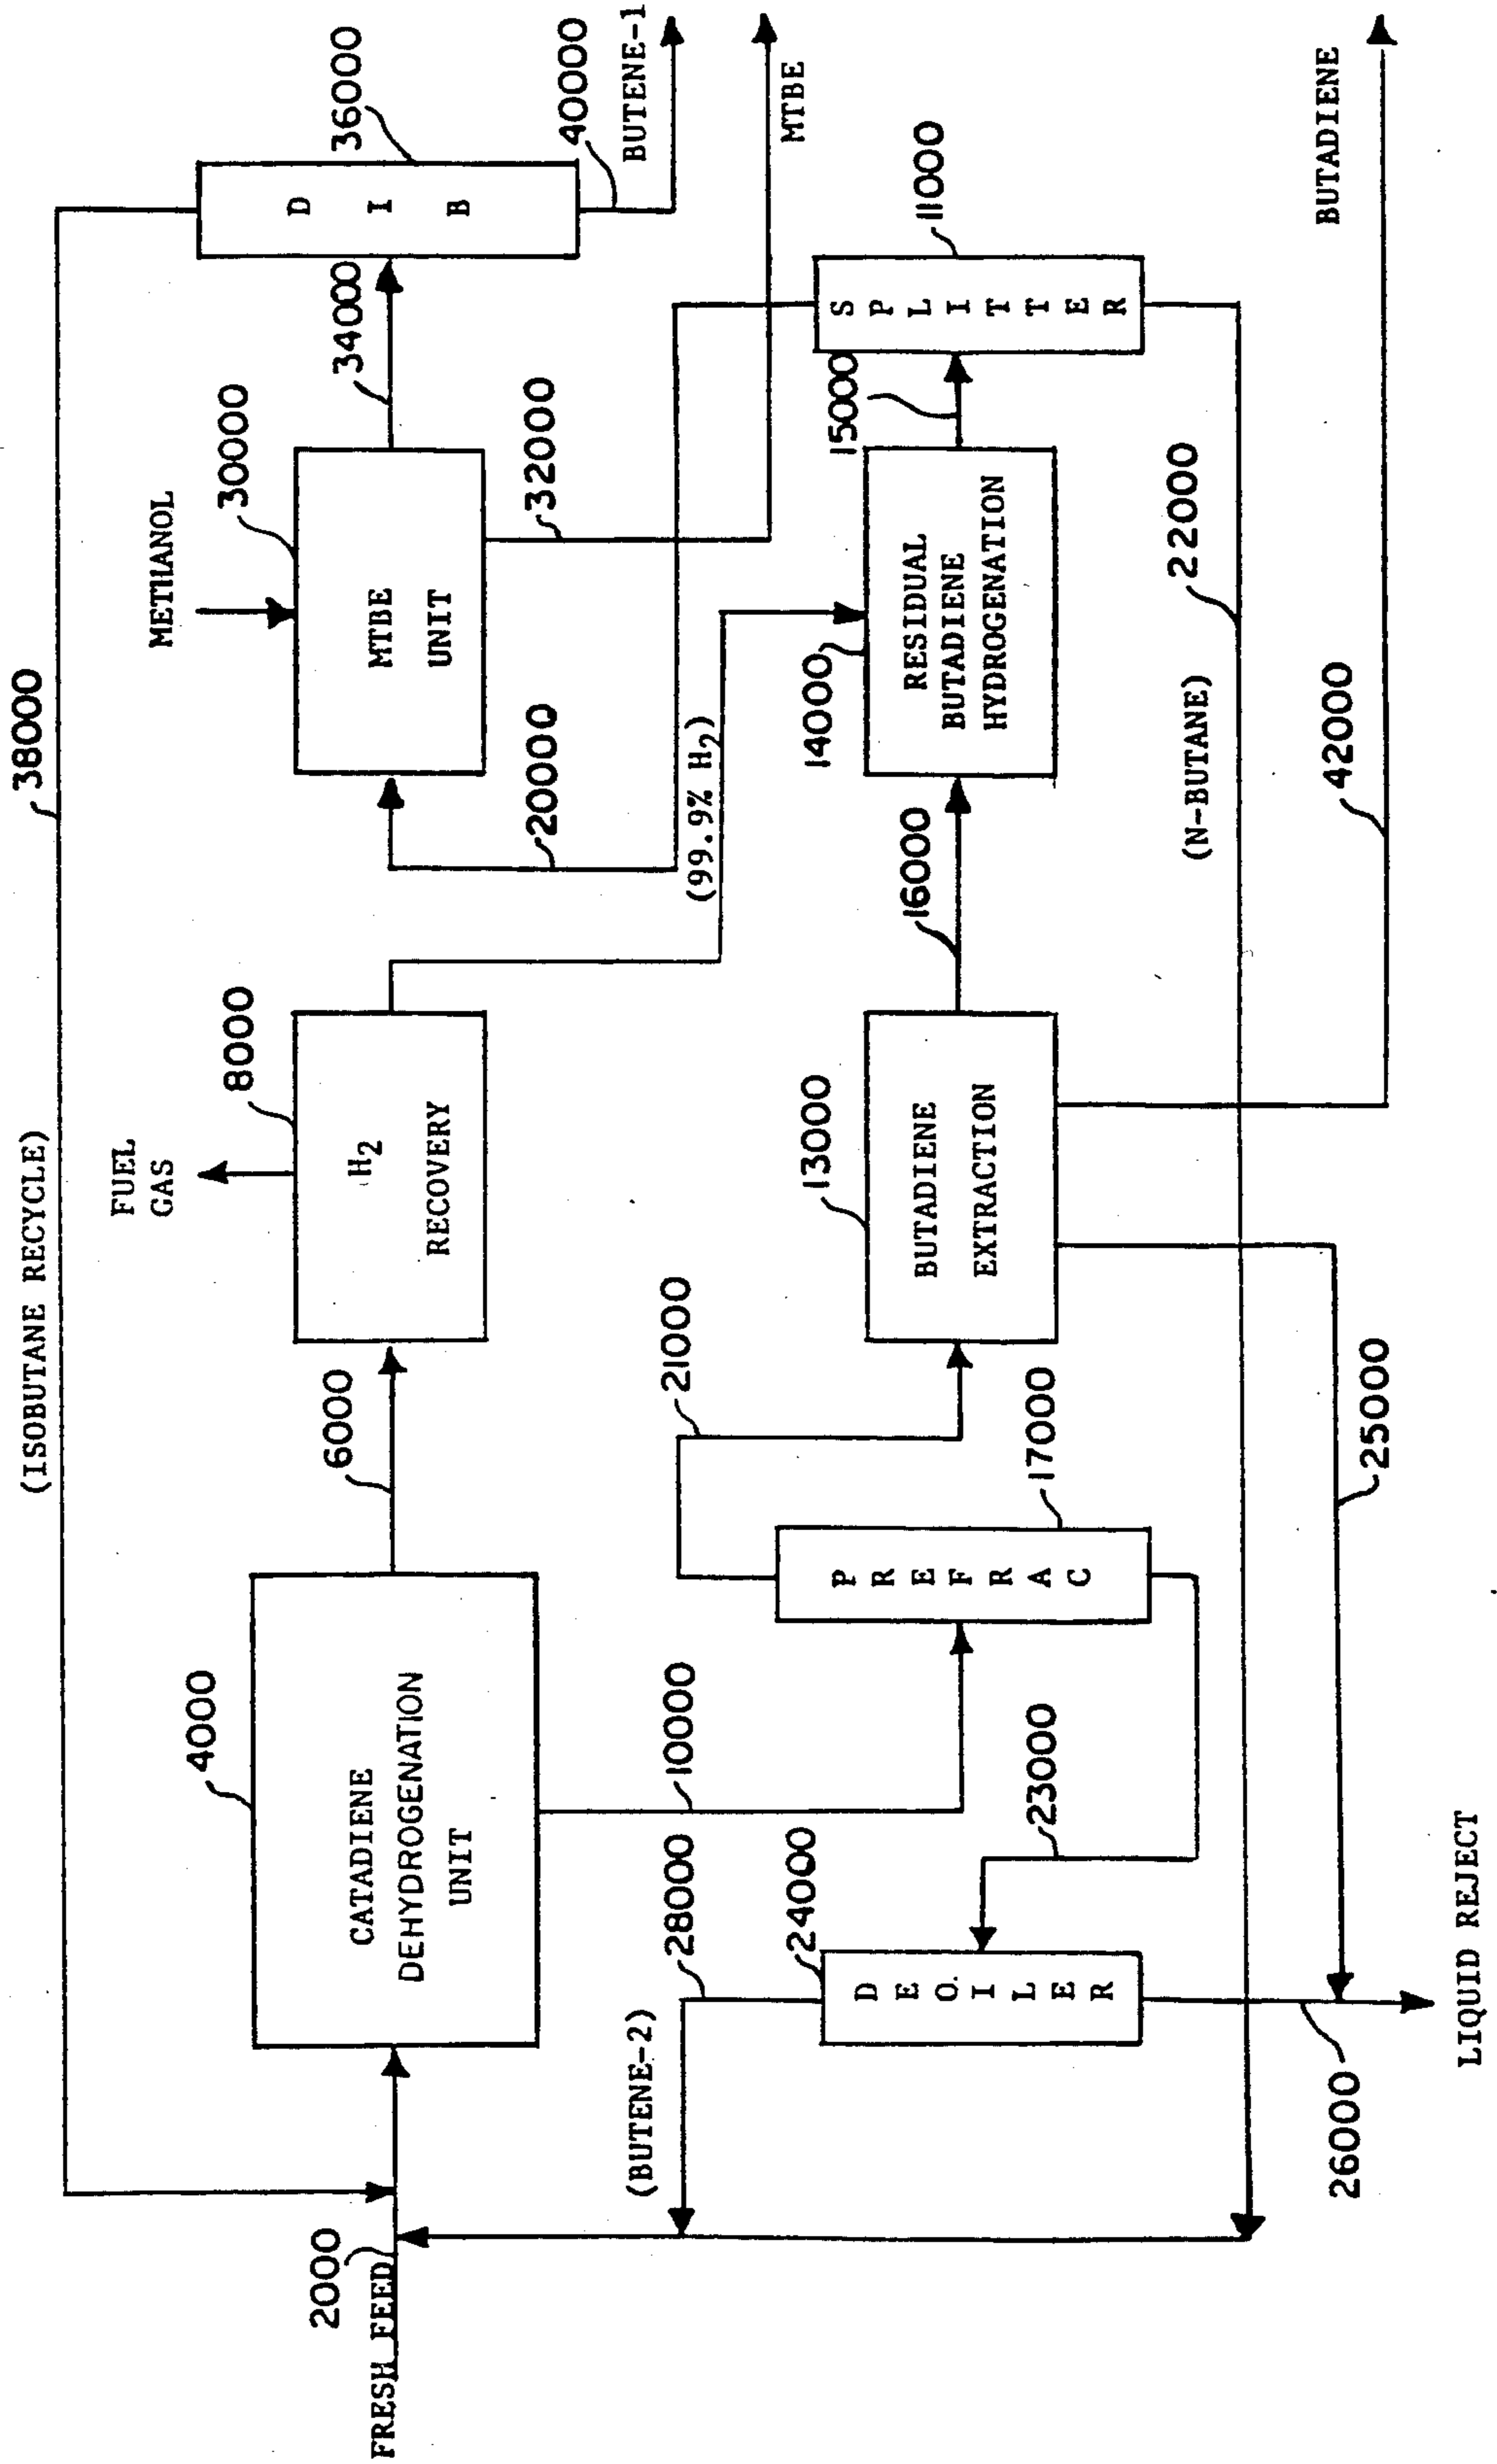 38000
(ISOBUTANE RECYCLE)
FUEL
GAS
METHANOL
4000
CATADIENE
DEHYDROGENATION
UNIT
6000
8000
H2
RECOVERY
30000
MTBE
UNIT
34000
36000
D
I
B
40000
BUTENE-1
MTBE
2000
FRESH FEED
32000
20000
(99.9% H2)
(BUTENE-2)
28000
10000
21000
24000
D
E
O
I
L
E
R
23000
P
R
E
F
R
A
C
17000
13000
BUTADIENE
EXTRACTION
16000
14000
RESIDUAL
BUTADIENE
HYDROGENATION
15000
S
P
L
I
T
T
E
R
11000
(N-BUTANE)
22000
26000
25000
42000
BUTADIENE
LIQUID REJECT